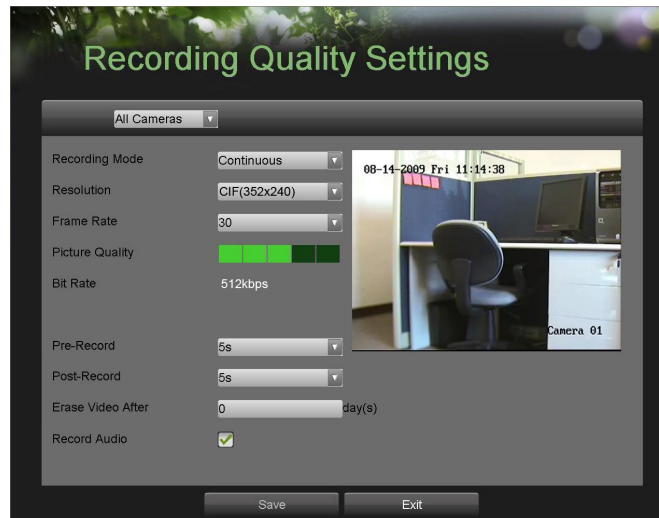 Recording Quality Settings
All Cameras
Recording Mode Continuous
Resolution CIF(352x240)
Frame Rate 30
Picture Quality
Bit Rate 512kbps
Pre-Record 5s
Post-Record 5s
Erase Video After 0 day(s)
Record Audio
08-14-2009 Fri 11:14:38
Camera 01
Save Exit